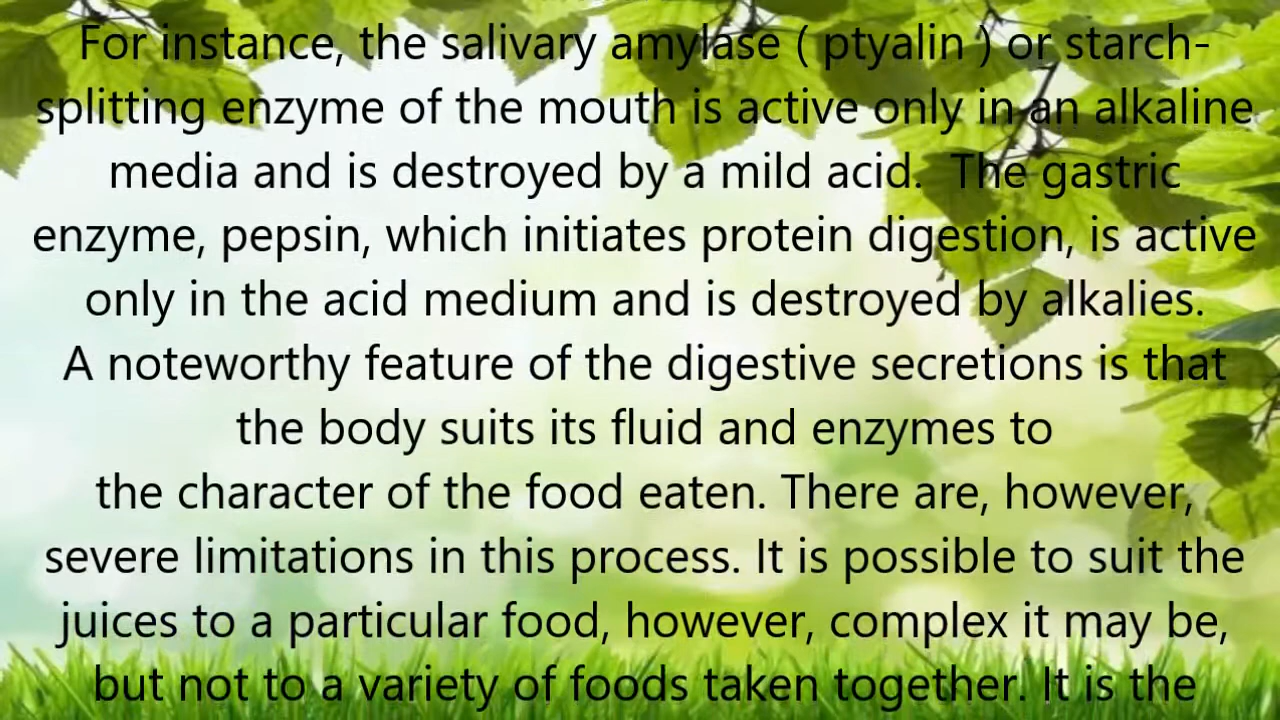 For instance, the salivary amylase ( ptyalin ) or starch-
splitting enzyme of the mouth is active only in an alkaline
media and is destroyed by a mild acid.  The gastric
enzyme, pepsin, which initiates protein digestion, is active
only in the acid medium and is destroyed by alkalies.
A noteworthy feature of the digestive secretions is that
the body suits its fluid and enzymes to
the character of the food eaten. There are, however,
severe limitations in this process. It is possible to suit the
juices to a particular food, however, complex it may be,
but not to a variety of foods taken together. It is the